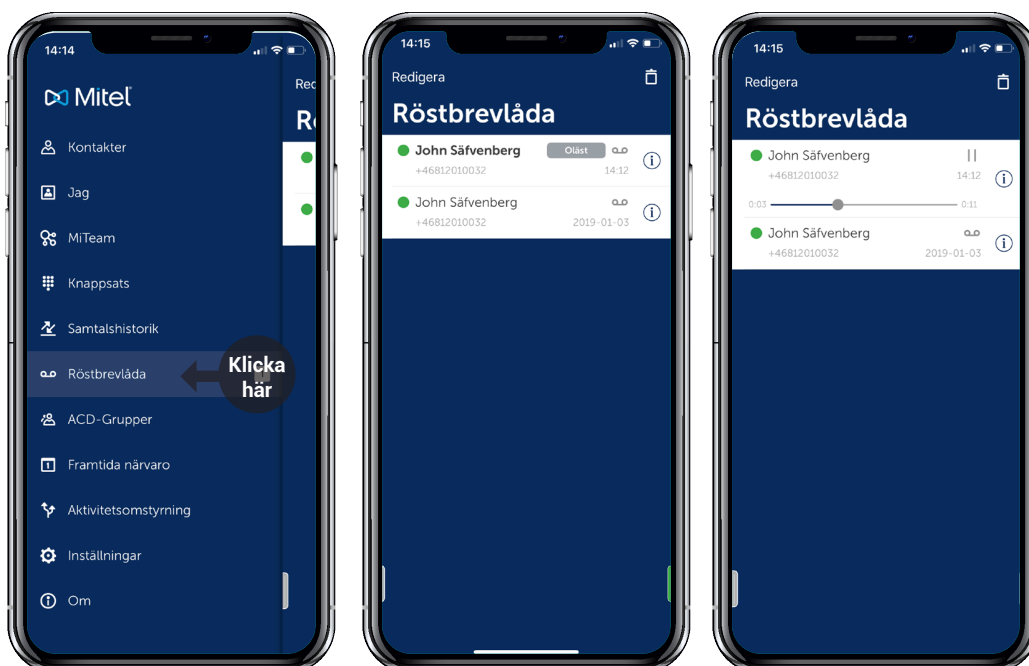 14:14
Mitel
Kontakter
Jag
MiTeam
Knappsats
Samtalshistorik
Röstbrevlåda
Klicka
här
ACD-Grupper
Framtida närvaro
Aktivitetsomstyrning
Inställningar
Om
Red
R
14:15
Redigera
Röstbrevlåda
John Säfvenberg Oläst
+46812010032 14:12
John Säfvenberg
+46812010032 2019-01-03
14:15
Redigera
Röstbrevlåda
John Säfvenberg
+46812010032 14:12
0:03 0:11
John Säfvenberg
+46812010032 2019-01-03